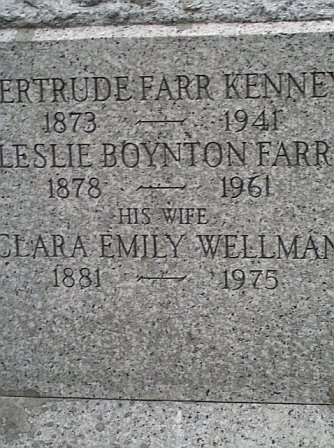 ERTRUDE FARR KENNE
1873 — 1941
LESLIE BOYNTON FARR
1878 — 1961
HIS WIFE
CLARA EMILY WELLMAN
1881 — 1975